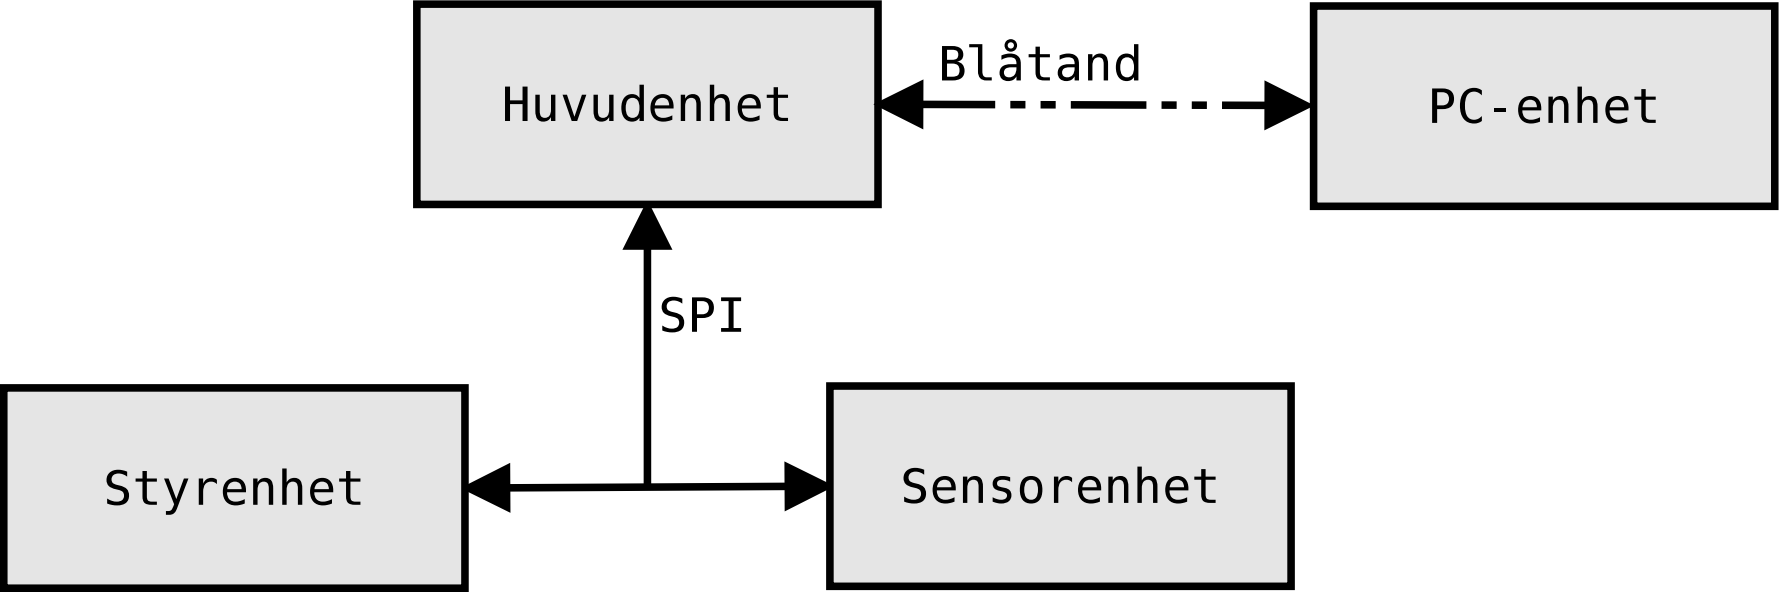 Blåtand
Huvudenhet
PC-enhet
SPI
Styrenhet
Sensorenhet